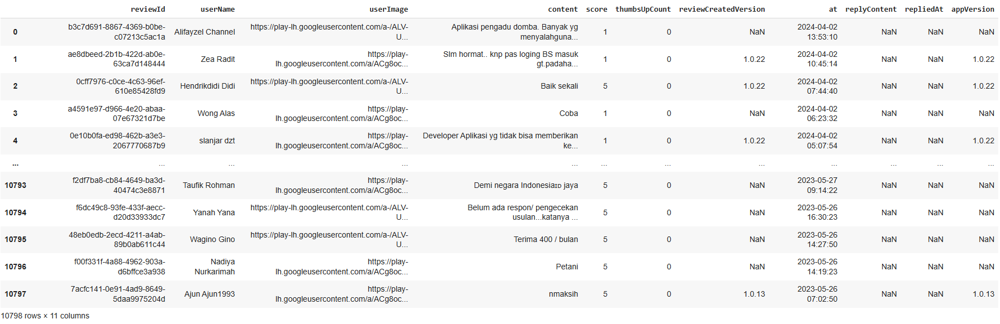 reviewId userName userImage content score thumbsUpCount reviewCreatedVersion at replyContent repliedAt appVersion
0 b3c7d691-8867-4369-b0be- Alifayzel Channel https://play-lh.googleusercontent.com/a-/ALV- Aplikasi pengadu domba. Banyak yg 1 0 NaN 2024-04-02 NaN NaN NaN
c07213c5ac1a U... menyalahguna... 13:53:10
1 ae8dbeed-2b1b-422d-ab0e- Zea Radit https://play- Slm hormat.. knp pas loging BS masuk 1 0 1.0.22 2024-04-02 NaN NaN 1.0.22
63ca7d148444 lh.googleusercontent.com/a/ACg8oc... gt.padaha... 10:45:14
2 0cff7976-c0ce-4c63-96ef- Hendrikdidi Didi https://play-lh.googleusercontent.com/a-/ALV- Baik sekali 5 0 1.0.22 2024-04-02 NaN NaN 1.0.22
610e85428fd9 U... 07:44:40
3 a4591e97-d966-4e20-abaa- Wong Alas https://play- Coba 1 0 NaN 2024-04-02 NaN NaN NaN
07e67321d7be lh.googleusercontent.com/a/ACg8oc... 06:23:32
4 0e10b0fa-ed98-462b-a3e3- slanjar dzt https://play- Developer Aplikasi yg tidak bisa memberikan 1 0 1.0.22 2024-04-02 NaN NaN 1.0.22
2067770687b9 lh.googleusercontent.com/a/ACg8oc... ke... 05:07:54
... ... ... ... ... ... ... ... ... ... ... ...
10793 f2df7ba8-cb84-4649-ba3d- Taufik Rohman https://play- Demi negara Indonesiaɪᴅ jaya 5 0 NaN 2023-05-27 NaN NaN NaN
40474c3e8871 lh.googleusercontent.com/a/ACg8oc... 09:14:22
10794 f6dc49c8-93fe-433f-aecc- Yanah Yana https://play-lh.googleusercontent.com/a-/ALV- Belum ada respon/ pengecekan 5 0 NaN 2023-05-26 NaN NaN NaN
d20d33933dc7 U... usulan...katanya ... 16:30:23
10795 48eb0edb-2ecd-4211-a4ab- Wagino Gino https://play-lh.googleusercontent.com/a-/ALV- Terima 400 / bulan 5 0 NaN 2023-05-26 NaN NaN NaN
89b0ab611c44 U... 14:27:50
10796 f00f331f-4a88-4962-903a- Nadiya https://play- Petani 5 0 NaN 2023-05-26 NaN NaN NaN
d6bffce3a938 Nurkarimah lh.googleusercontent.com/a/ACg8oc... 14:19:23
10797 7acfc141-0e91-4ad9-8649- Ajun Ajun1993 https://play- nmaksih 5 0 1.0.13 2023-05-26 NaN NaN 1.0.13
5daa9975204d lh.googleusercontent.com/a/ACg8oc... 07:02:50
10798 rows × 11 columns